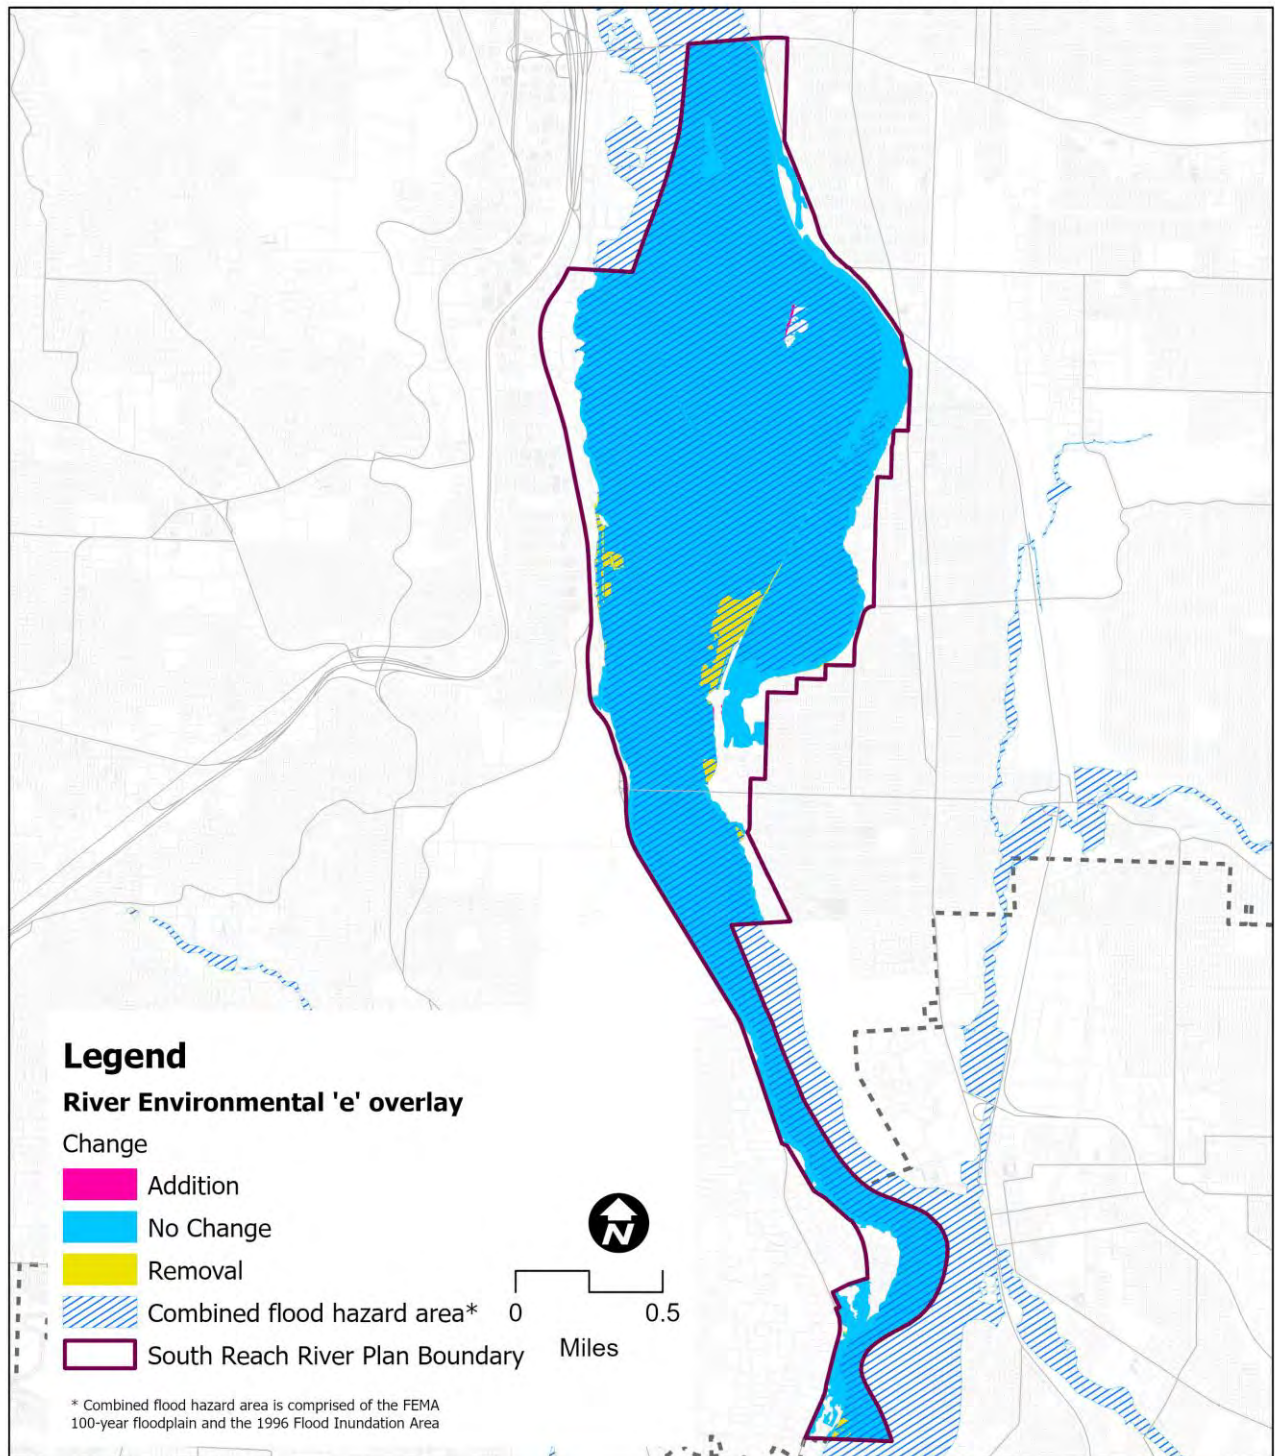 Legend
River Environmental 'e' overlay
Change
Addition
No Change
Removal
Combined flood hazard area*
South Reach River Plan Boundary
* Combined flood hazard area is comprised of the FEMA
100-year floodplain and the 1996 Flood Inundation Area
N
0 0.5
Miles